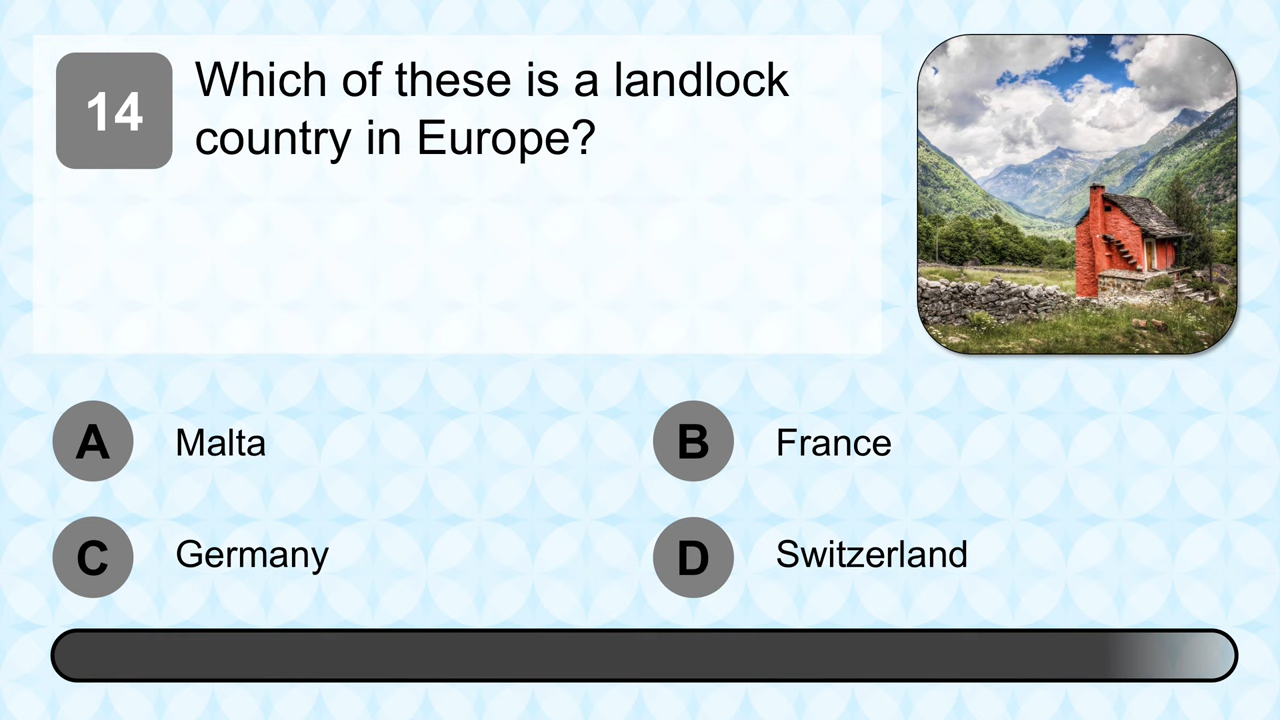 14
Which of these is a landlock
country in Europe?
A Malta
B France
C Germany
D Switzerland